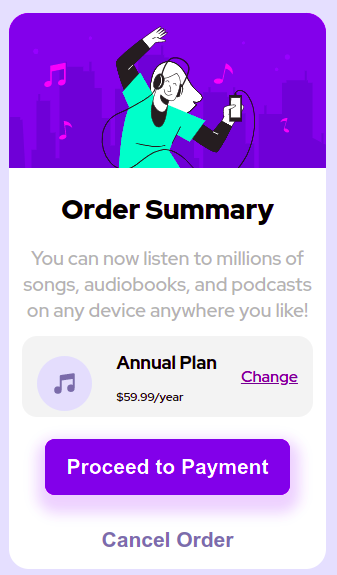 Order Summary
You can now listen to millions of
songs, audiobooks, and podcasts
on any device anywhere you like!
Annual Plan
Change
$59.99/year
Proceed to Payment
Cancel Order